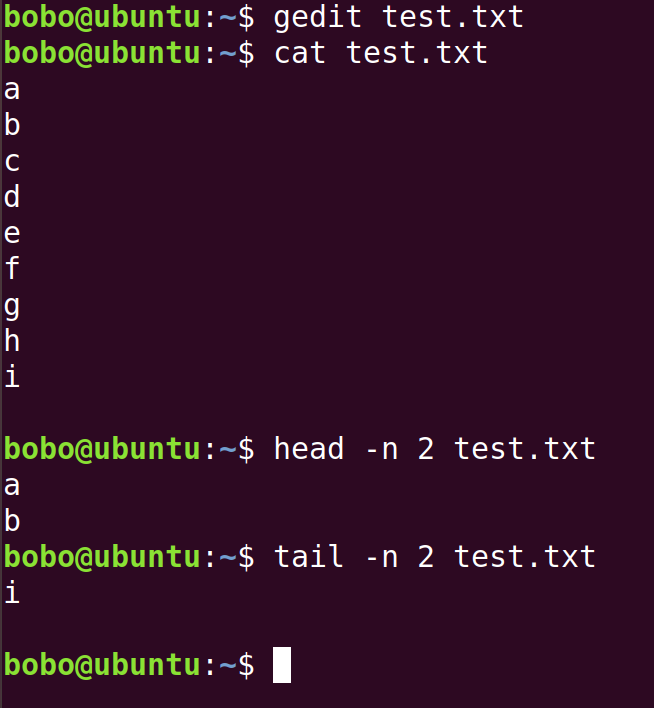 bobo@ubuntu:~$ gedit test.txt
bobo@ubuntu:~$ cat test.txt
a
b
c
d
e
f
g
h
i

bobo@ubuntu:~$ head -n 2 test.txt
a
b
bobo@ubuntu:~$ tail -n 2 test.txt
i

bobo@ubuntu:~$